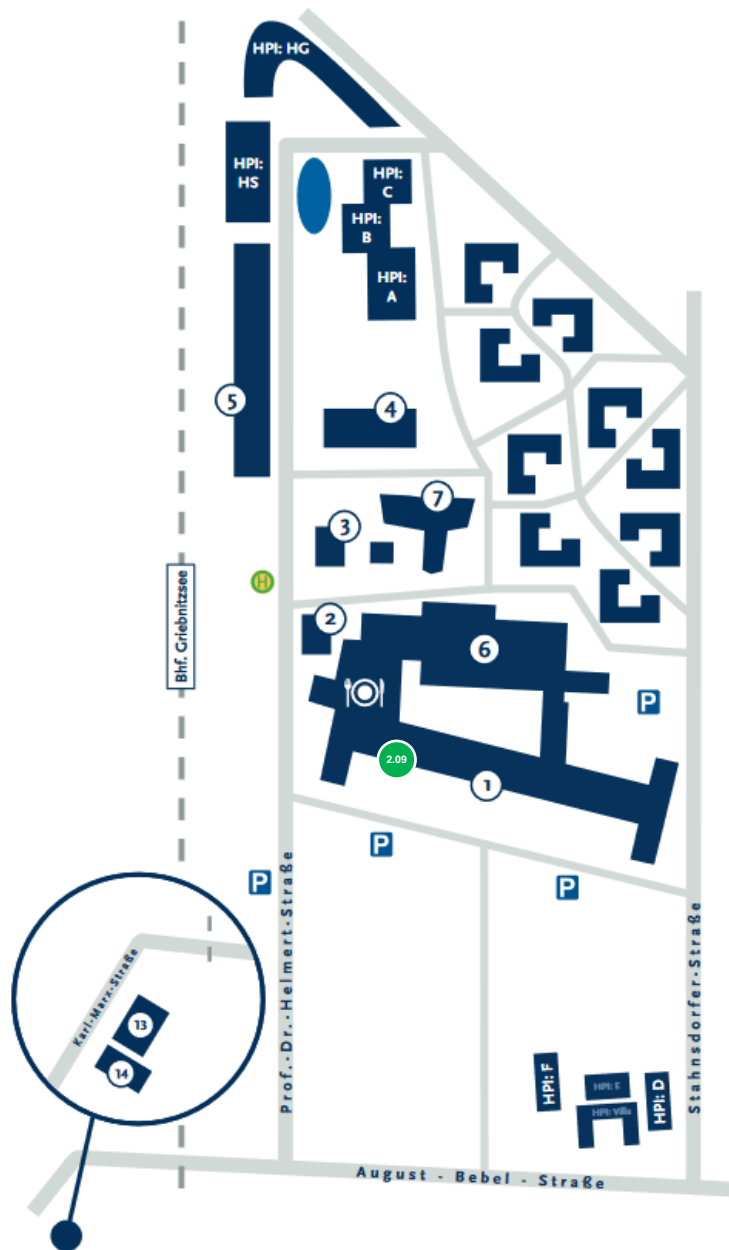 HPI: HG
HPI:
HS
HPI:
C
HPI:
B
HPI:
A
5
4
7
3
H
2
6
Bhf. Griebnitzsee
P
2.09
1
P
P
P
Prof.-Dr.-Helmert-Straße
Stahnsdorfer-Straße
Karl-Marx-Straße
13
14
HPI: F
HPI: E
HPI: D
HPI: Villa
August - Bebel - Straße